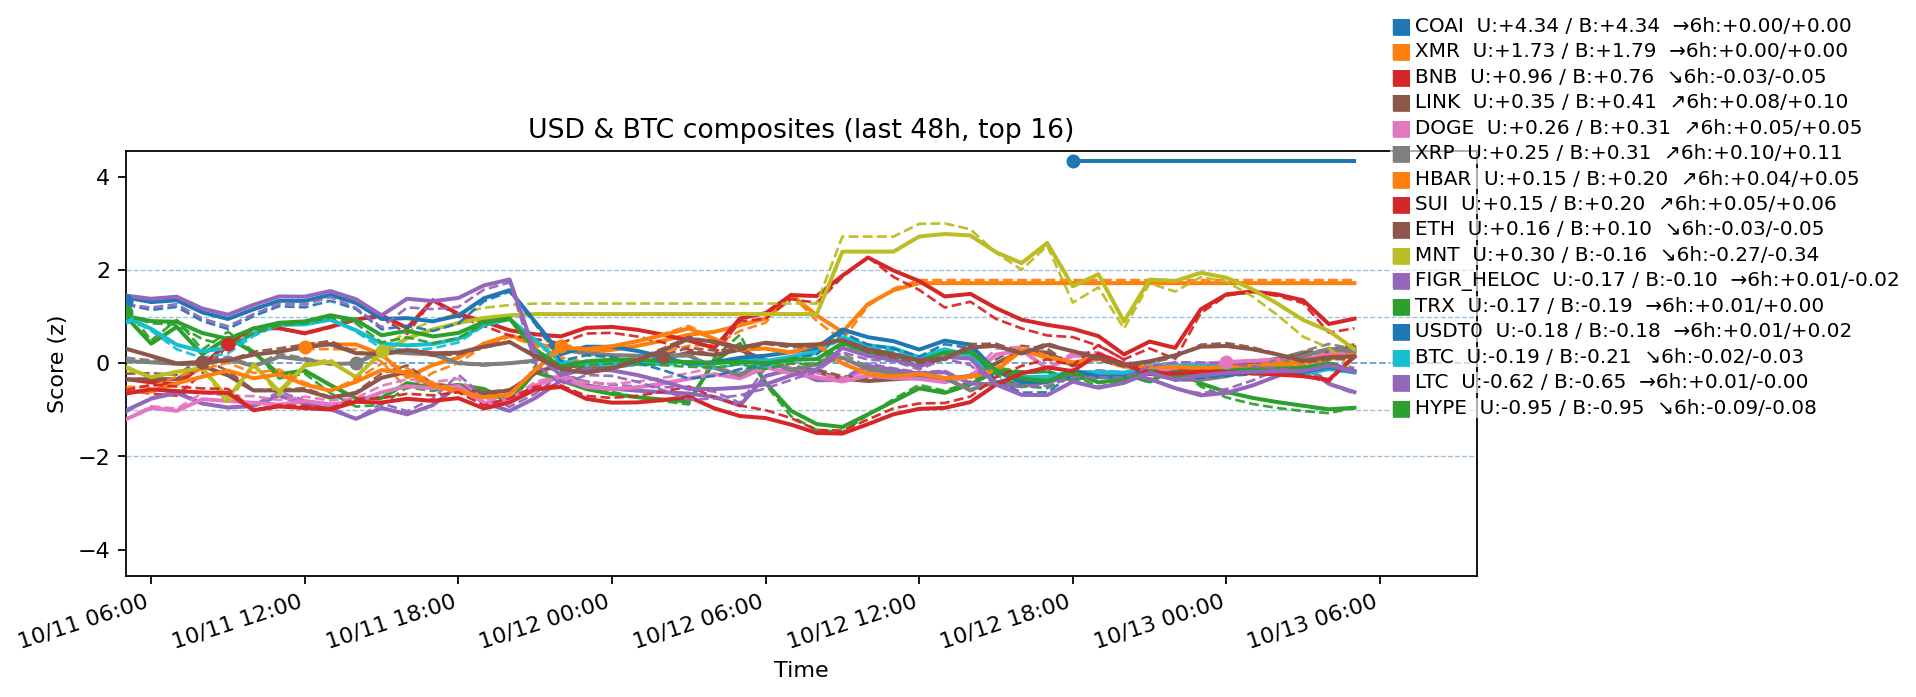 COAI U:+4.34 / B:+4.34 →6h:+0.00/+0.00
XMR U:+1.73 / B:+1.79 →6h:+0.00/+0.00
BNB U:+0.96 / B:+0.76 ↘6h:-0.03/-0.05
LINK U:+0.35 / B:+0.41 ↗6h:+0.08/+0.10
DOGE U:+0.26 / B:+0.31 ↗6h:+0.05/+0.05
XRP U:+0.25 / B:+0.31 ↗6h:+0.10/+0.11
HBAR U:+0.15 / B:+0.20 ↗6h:+0.04/+0.05
SUI U:+0.15 / B:+0.20 ↗6h:+0.05/+0.06
ETH U:+0.16 / B:+0.10 ↘6h:-0.03/-0.05
MNT U:+0.30 / B:-0.16 ↘6h:-0.27/-0.34
FIGR_HELOC U:-0.17 / B:-0.10 →6h:+0.01/-0.02
TRX U:-0.17 / B:-0.19 →6h:+0.01/+0.00
USDT0 U:-0.18 / B:-0.18 →6h:+0.01/+0.02
BTC U:-0.19 / B:-0.21 ↘6h:-0.02/-0.03
LTC U:-0.62 / B:-0.65 →6h:+0.01/-0.00
HYPE U:-0.95 / B:-0.95 ↘6h:-0.09/-0.08
USD & BTC composites (last 48h, top 16)
Score (z)
4
2
0
−2
−4
10/11 06:00
10/11 12:00
10/11 18:00
10/12 00:00
10/12 06:00
10/12 12:00
10/12 18:00
10/13 00:00
10/13 06:00
Time